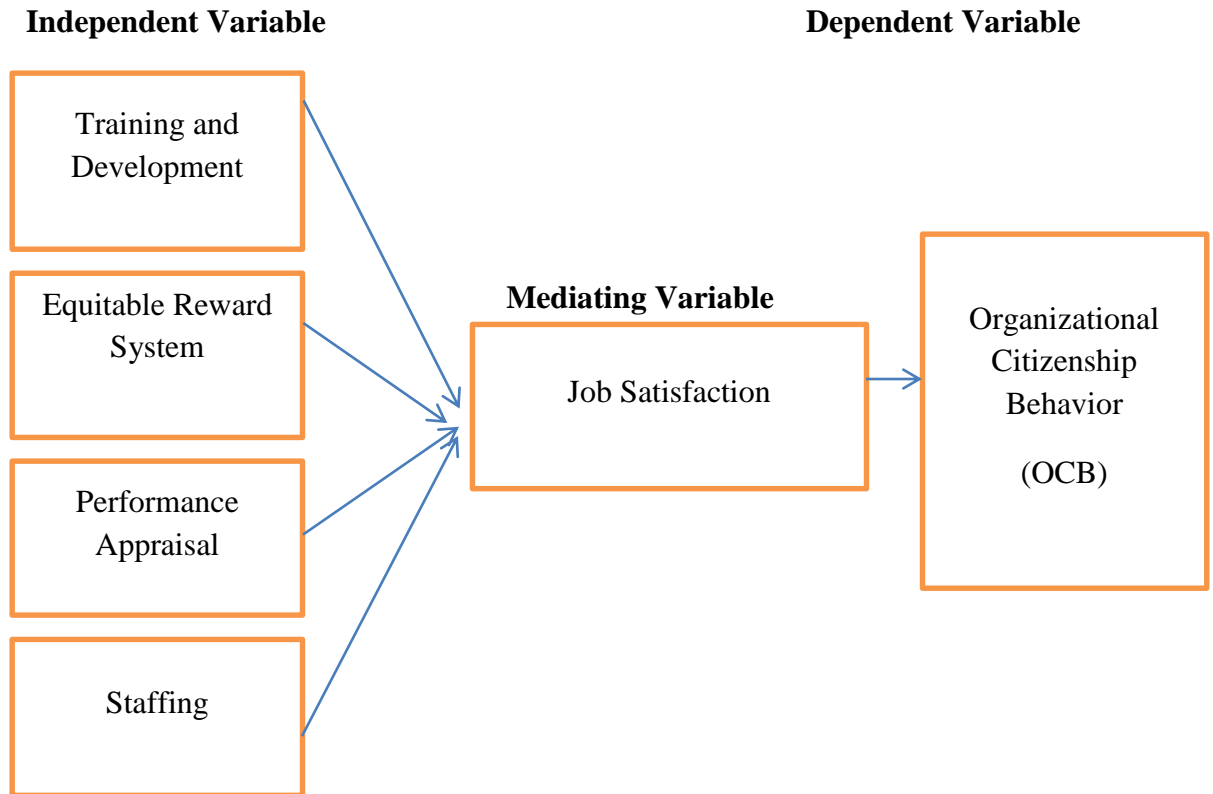 Independent Variable
Dependent Variable
Training and
Development
Equitable Reward
System
Performance
Appraisal
Staffing
Mediating Variable
Job Satisfaction
Organizational
Citizenship
Behavior
(OCB)